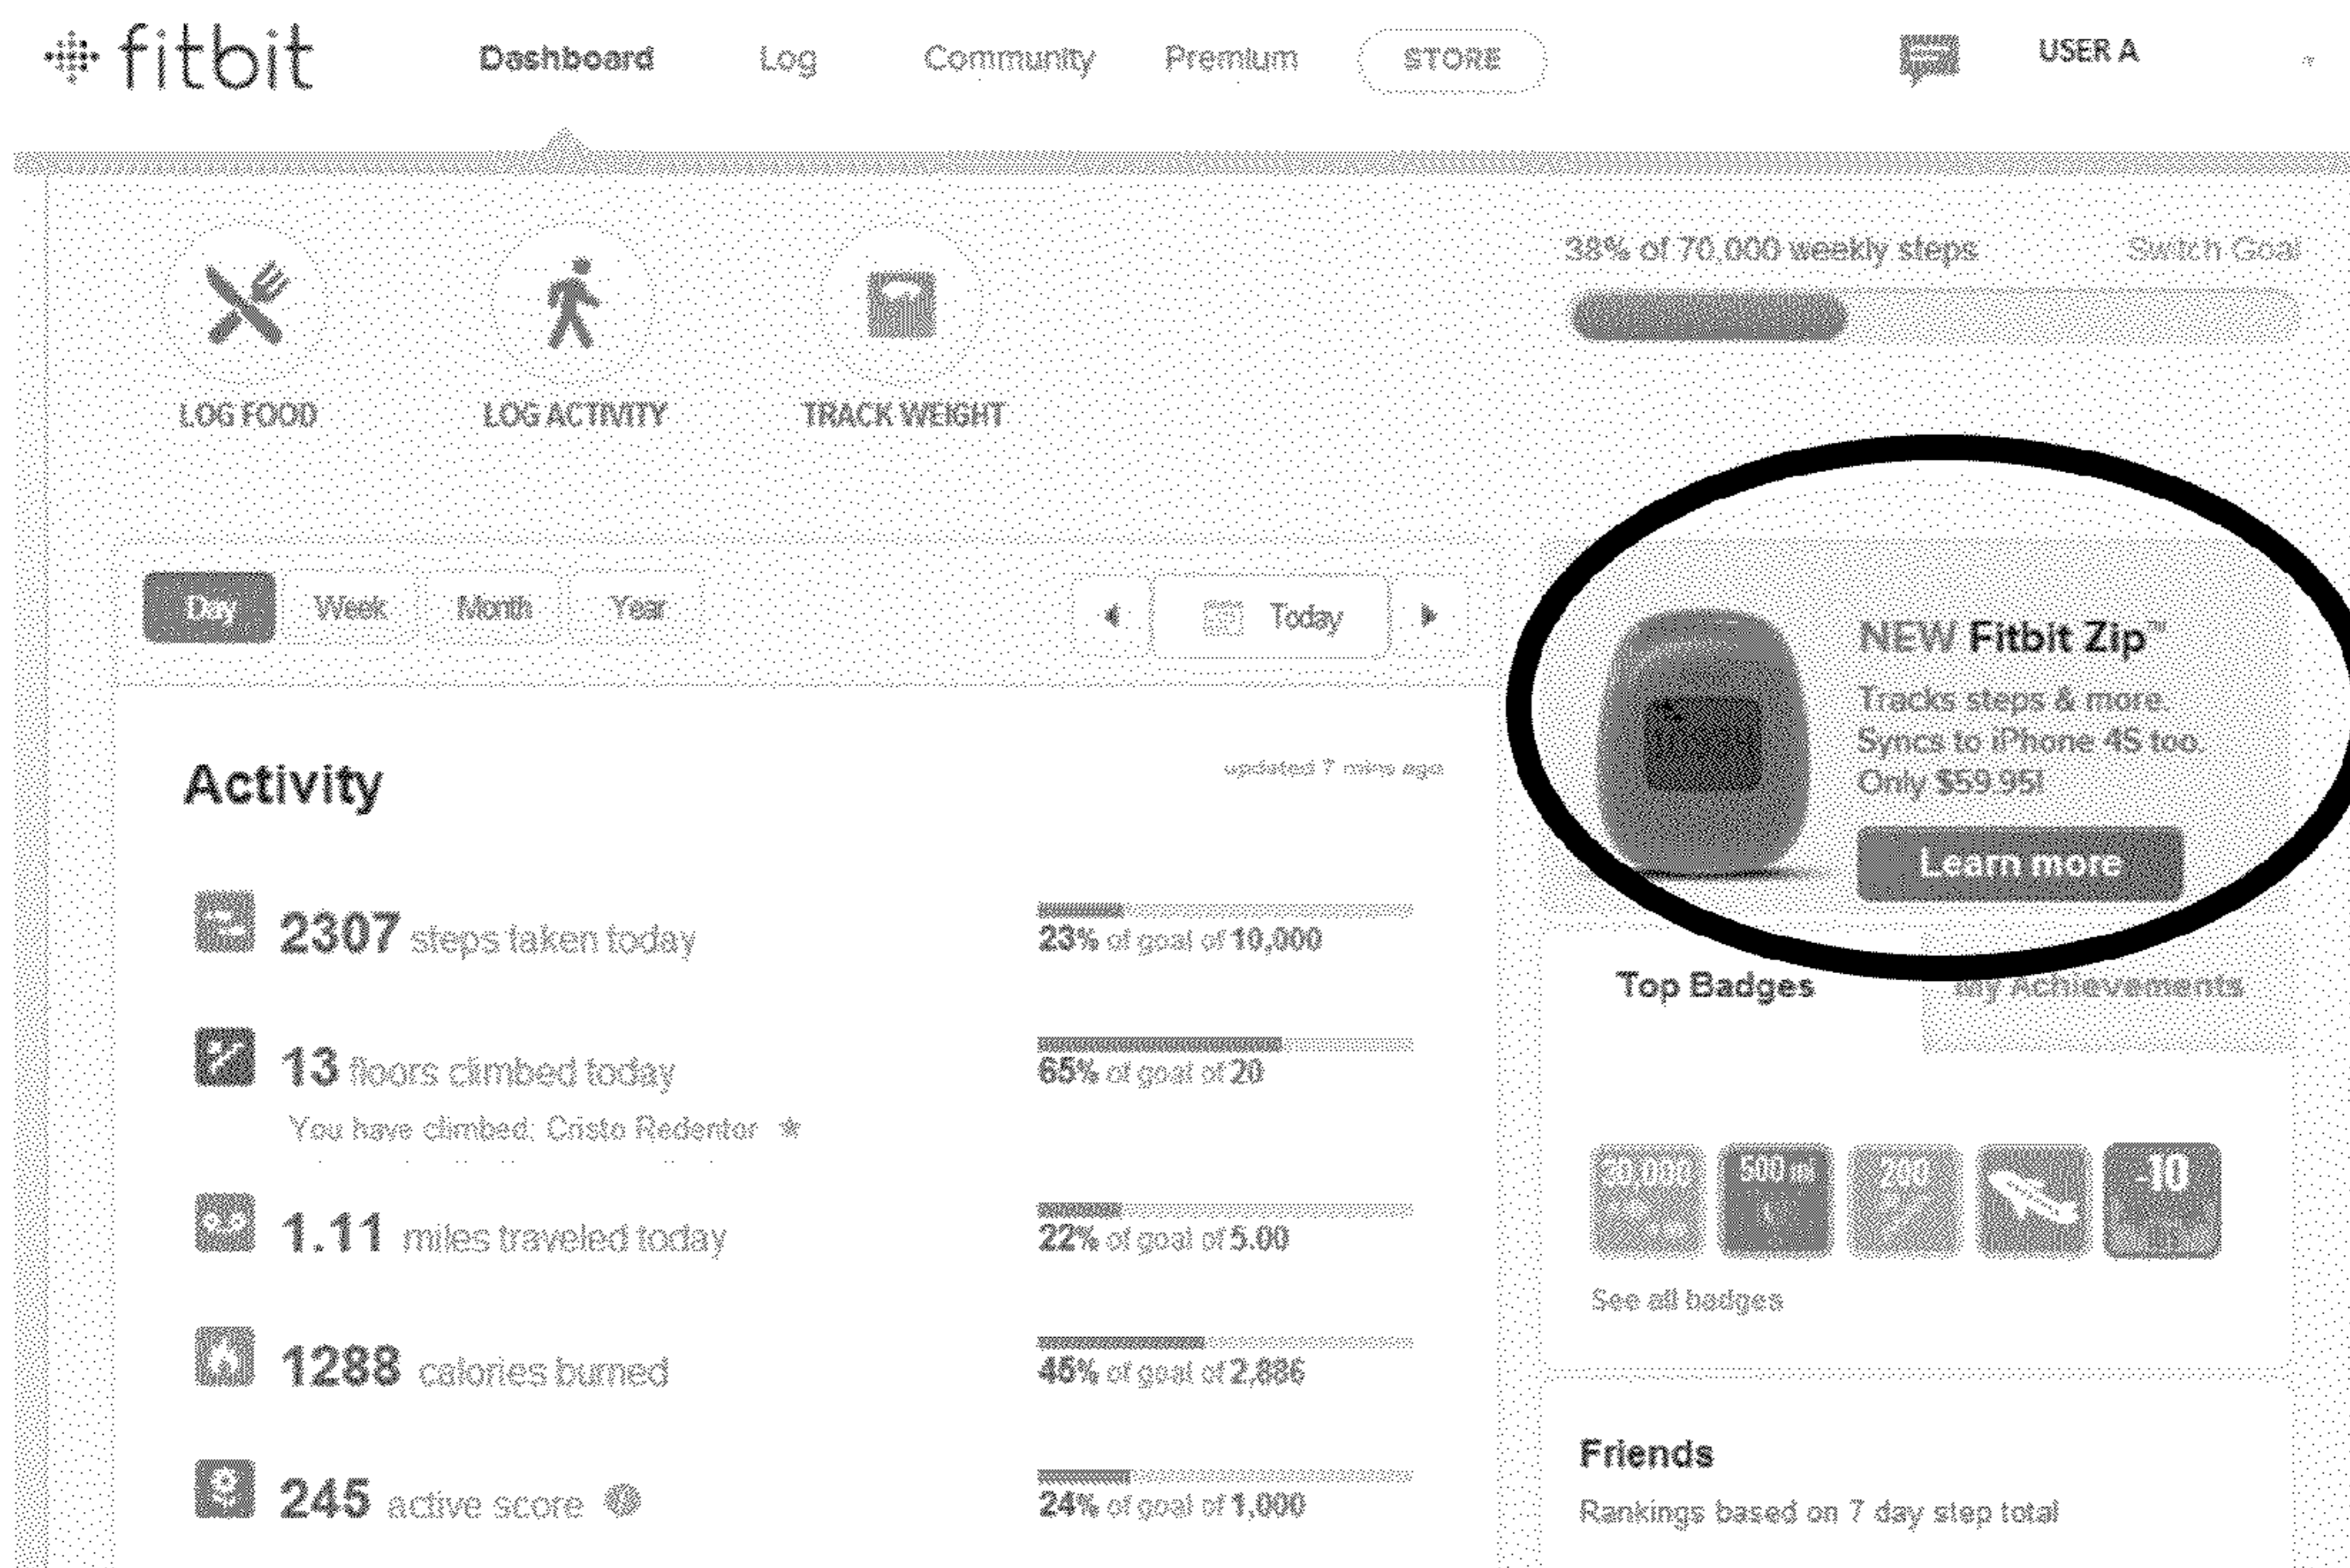 fitbit Dashboard Log Community Premium STORE USER A
38% of 70,000 weekly steps Switch Goal
LOG FOOD LOG ACTIVITY TRACK WEIGHT
Day Week Month Year Today
NEW Fitbit Zip™
Tracks steps & more.
Syncs to iPhone 4S too.
Only $59.95!
Learn more
Activity updated 7 mins ago
2307 steps taken today 23% of goal of 10,000
13 floors climbed today 65% of goal of 20
You have climbed: Cristo Redentor
1.11 miles traveled today 22% of goal of 5.00
1288 calories burned 45% of goal of 2,886
245 active score 24% of goal of 1,000
Top Badges My Achievements
500 mi 200 -10
See all badges
Friends
Rankings based on 7 day step total